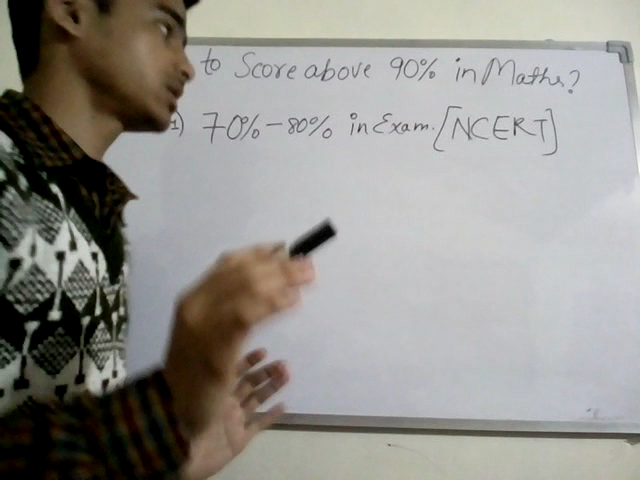 to Score above 90% in Maths?
1) 70% - 80% in Exam. [NCERT]